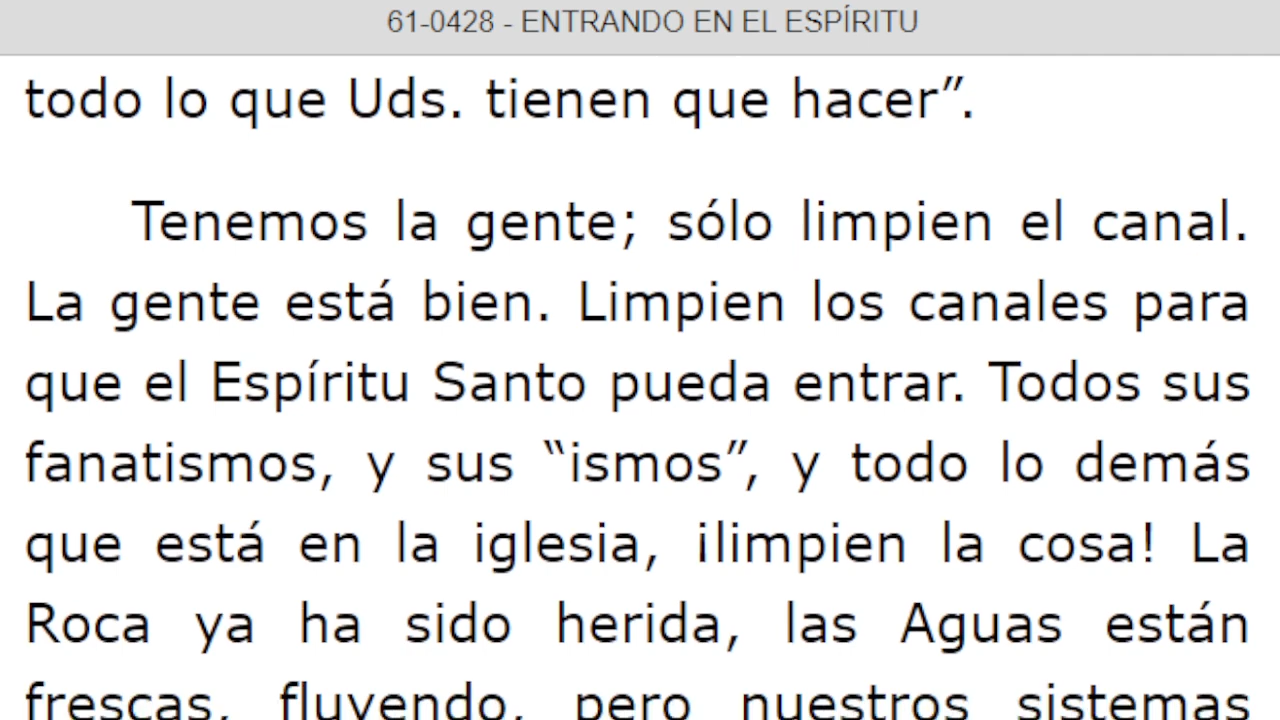 61-0428 - ENTRANDO EN EL ESPÍRITU
todo lo que Uds. tienen que hacer”.
Tenemos la gente; sólo limpien el canal.
La gente está bien. Limpien los canales para
que el Espíritu Santo pueda entrar. Todos sus
fanatismos, y sus “ismos”, y todo lo demás
que está en la iglesia, ¡limpien la cosa! La
Roca ya ha sido herida, las Aguas están
frescas, fluyendo, pero nuestros sistemas